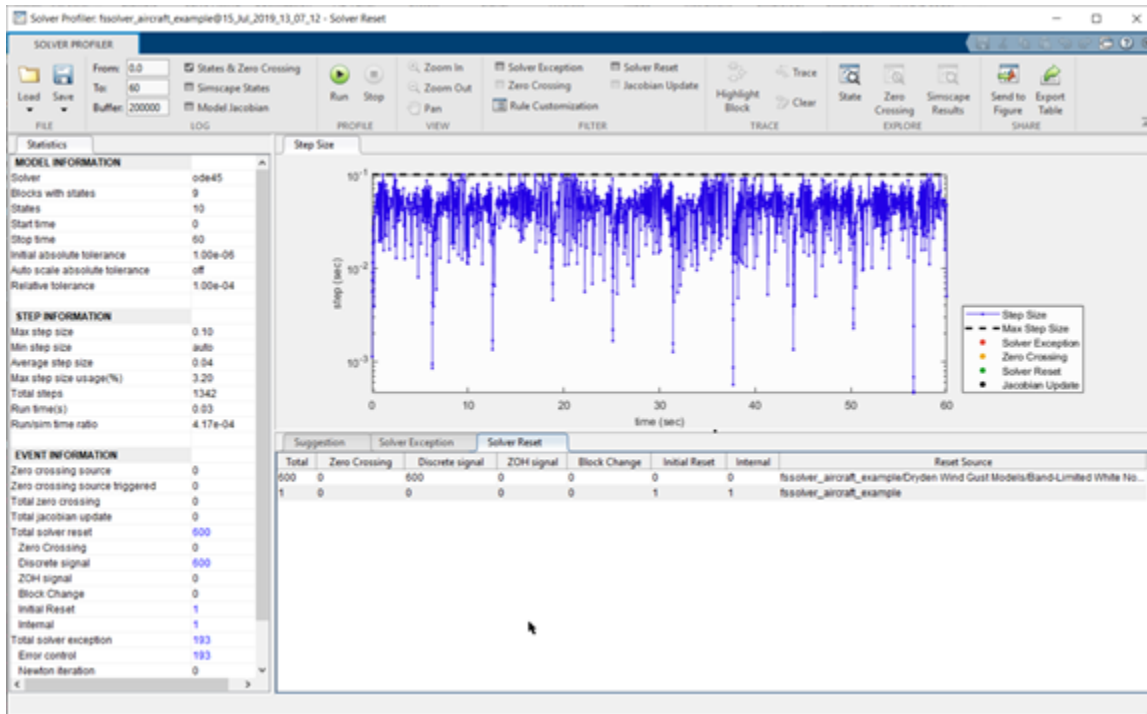 Solver Profiler: fssolver_aircraft_example@15_Jul_2019_13_07_12 - Solver Reset
SOLVER PROFILER
Load
Save
From: 0.0
To: 60
Buffer: 200000
States & Zero Crossing
Simscape States
Model Jacobian
Run
Stop
Zoom In
Zoom Out
Pan
Solver Exception
Zero Crossing
Rule Customization
Solver Reset
Jacobian Update
Highlight Block
Trace
Clear
State
Zero Crossing
Simscape Results
Send to Figure
Export Table
FILE LOG PROFILE VIEW FILTER TRACE EXPLORE SHARE
Statistics
MODEL INFORMATION
Solver ode45
Blocks with states 9
States 10
Start time 0
Stop time 60
Initial absolute tolerance 1.00e-06
Auto scale absolute tolerance off
Relative tolerance 1.00e-04
STEP INFORMATION
Max step size 0.10
Min step size auto
Average step size 0.04
Max step size usage(%) 3.20
Total steps 1342
Run time(s) 0.03
Run/sim time ratio 4.17e-04
EVENT INFORMATION
Zero crossing source 0
Zero crossing source triggered 0
Total zero crossing 0
Total jacobian update 0
Total solver reset 600
Zero Crossing 0
Discrete signal 600
ZOH signal 0
Block Change 0
Initial Reset 1
Internal 1
Total solver exception 193
Error control 193
Newton iteration 0
Step Size
step (sec)
10-1
10-2
10-3
0 10 20 30 40 50 60
time (sec)
Step Size
Max Step Size
Solver Exception
Zero Crossing
Solver Reset
Jacobian Update
Suggestion Solver Exception Solver Reset
Total Zero Crossing Discrete signal ZOH signal Block Change Initial Reset Internal Reset Source
600 0 600 0 0 0 0 fssolver_aircraft_example/Dryden Wind Gust Models/Band-Limited White No...
1 0 0 0 0 1 1 fssolver_aircraft_example